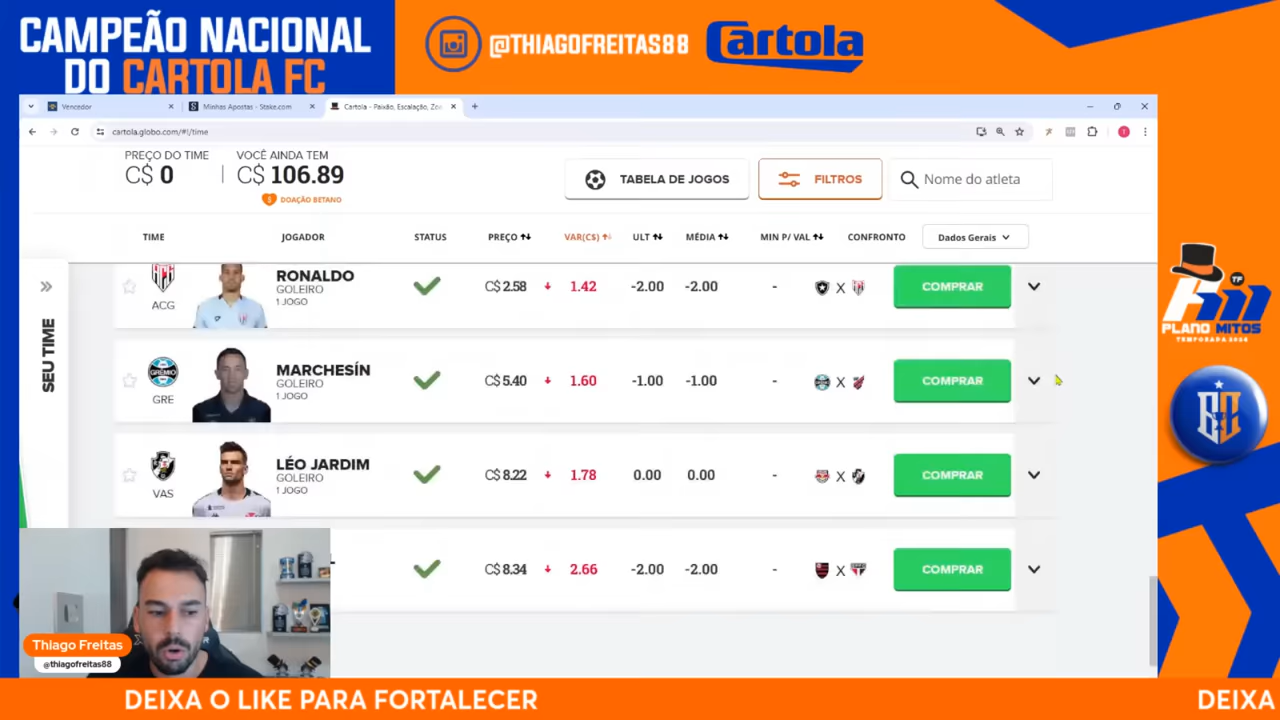 CAMPEÃO NACIONAL
DO CARTOLA FC
@THIAGOFREITAS88
Cartola
Vencedor
Minhas Apostas - Stake.com
Cartola - Paixão, Escalação, Zo
cartola.globo.com/#!/time
PREÇO DO TIME
VOCÊ AINDA TEM
C$ 0
C$ 106.89
DOAÇÃO BETANO
TABELA DE JOGOS
FILTROS
Nome do atleta
TIME JOGADOR STATUS PREÇO VAR(C$) ULT MÉDIA MIN P/ VAL CONFRONTO Dados Gerais
SEU TIME
ACG
RONALDO
GOLEIRO
1 JOGO
C$ 2.58 1.42 -2.00 -2.00 - X COMPRAR
GRE
MARCHESÍN
GOLEIRO
1 JOGO
C$ 5.40 1.60 -1.00 -1.00 - X COMPRAR
VAS
LÉO JARDIM
GOLEIRO
1 JOGO
C$ 8.22 1.78 0.00 0.00 - X COMPRAR
C$ 8.34 2.66 -2.00 -2.00 - X COMPRAR
TF
PLANO MITOS
TEMPORADA 2024
Thiago Freitas
@thiagofreitas88
DEIXA O LIKE PARA FORTALECER
DEIXA